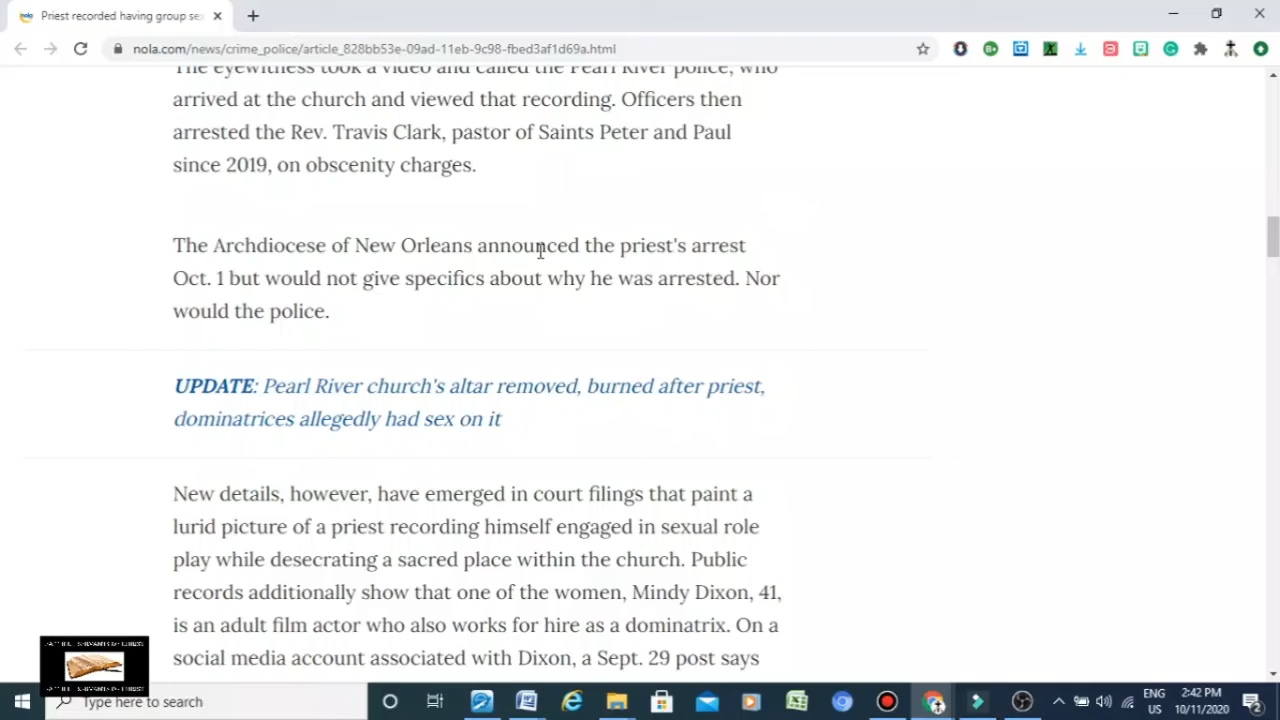 Priest recorded having group se
nola.com/news/crime_police/article_828bb53e-09ad-11eb-9c98-fbed3af1d69a.html
The eyewitness took a video and called the Pearl River police, who
arrived at the church and viewed that recording. Officers then
arrested the Rev. Travis Clark, pastor of Saints Peter and Paul
since 2019, on obscenity charges.
The Archdiocese of New Orleans announced the priest's arrest
Oct. 1 but would not give specifics about why he was arrested. Nor
would the police.
UPDATE: Pearl River church's altar removed, burned after priest,
dominatrices allegedly had sex on it
New details, however, have emerged in court filings that paint a
lurid picture of a priest recording himself engaged in sexual role
play while desecrating a sacred place within the church. Public
records additionally show that one of the women, Mindy Dixon, 41,
is an adult film actor who also works for hire as a dominatrix. On a
social media account associated with Dixon, a Sept. 29 post says
Type here to search
ENG
US
2:42 PM
10/11/2020
2